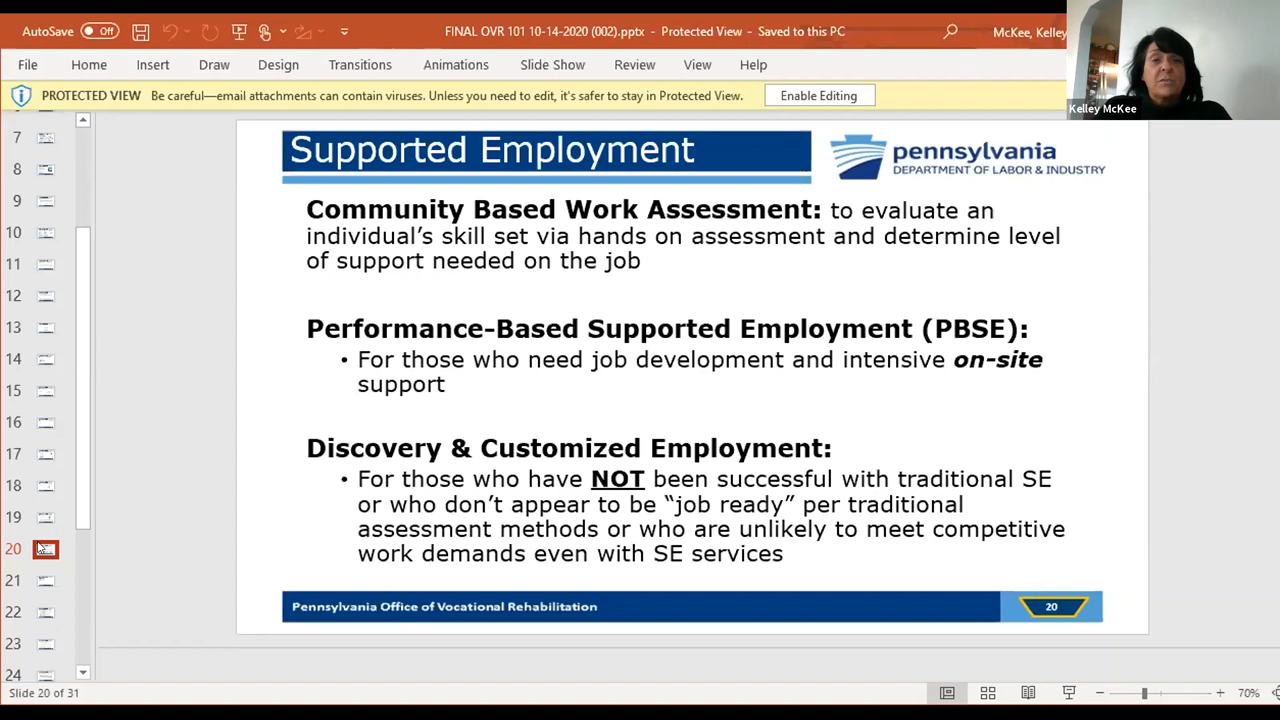 AutoSave Off FINAL OVR 101 10-14-2020 (002).pptx - Protected View - Saved to this PC McKee, Kelley
File Home Insert Draw Design Transitions Animations Slide Show Review View Help
PROTECTED VIEW Be careful—email attachments can contain viruses. Unless you need to edit, it's safer to stay in Protected View. Enable Editing
Kelley McKee
7
8
9
10
11
12
13
14
15
16
17
18
19
20
21
22
23
24
Supported Employment
pennsylvania
DEPARTMENT OF LABOR & INDUSTRY
Community Based Work Assessment: to evaluate an
individual’s skill set via hands on assessment and determine level
of support needed on the job
Performance-Based Supported Employment (PBSE):
• For those who need job development and intensive on-site
support
Discovery & Customized Employment:
• For those who have NOT been successful with traditional SE
or who don’t appear to be “job ready” per traditional
assessment methods or who are unlikely to meet competitive
work demands even with SE services
Pennsylvania Office of Vocational Rehabilitation 20
Slide 20 of 31 70%